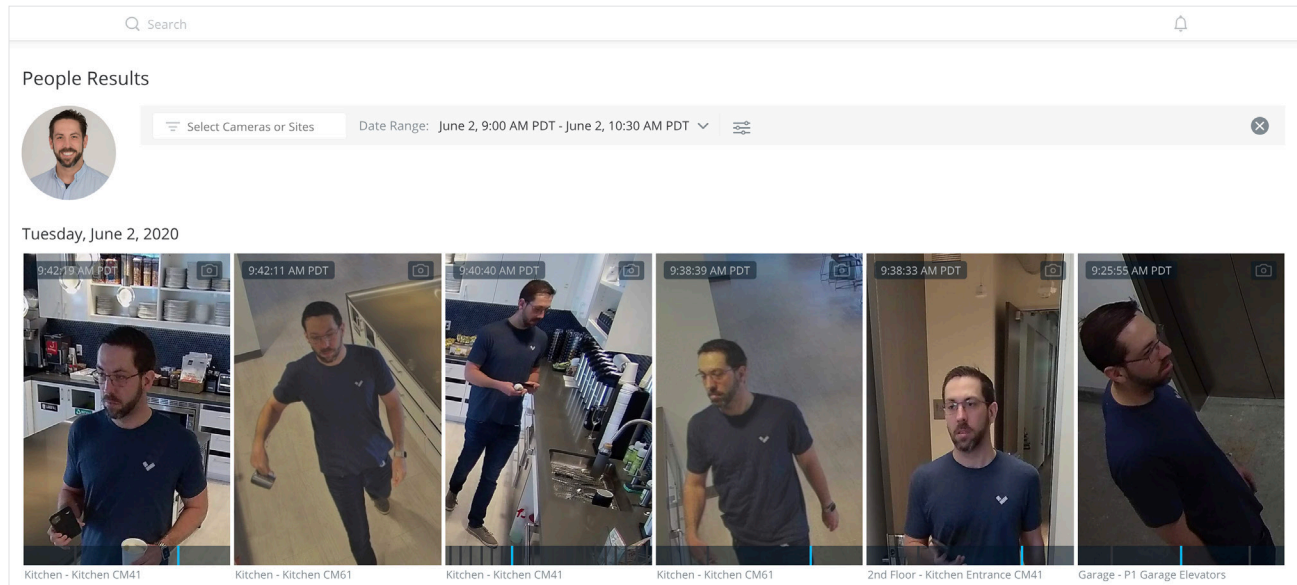 Search
People Results
Select Cameras or Sites
Date Range: June 2, 9:00 AM PDT - June 2, 10:30 AM PDT
Tuesday, June 2, 2020
9:42:19 AM PDT
9:42:11 AM PDT
9:40:40 AM PDT
9:38:39 AM PDT
9:38:33 AM PDT
9:25:55 AM PDT
Kitchen - Kitchen CM41
Kitchen - Kitchen CM61
Kitchen - Kitchen CM41
Kitchen - Kitchen CM61
2nd Floor - Kitchen Entrance CM41
Garage - P1 Garage Elevators